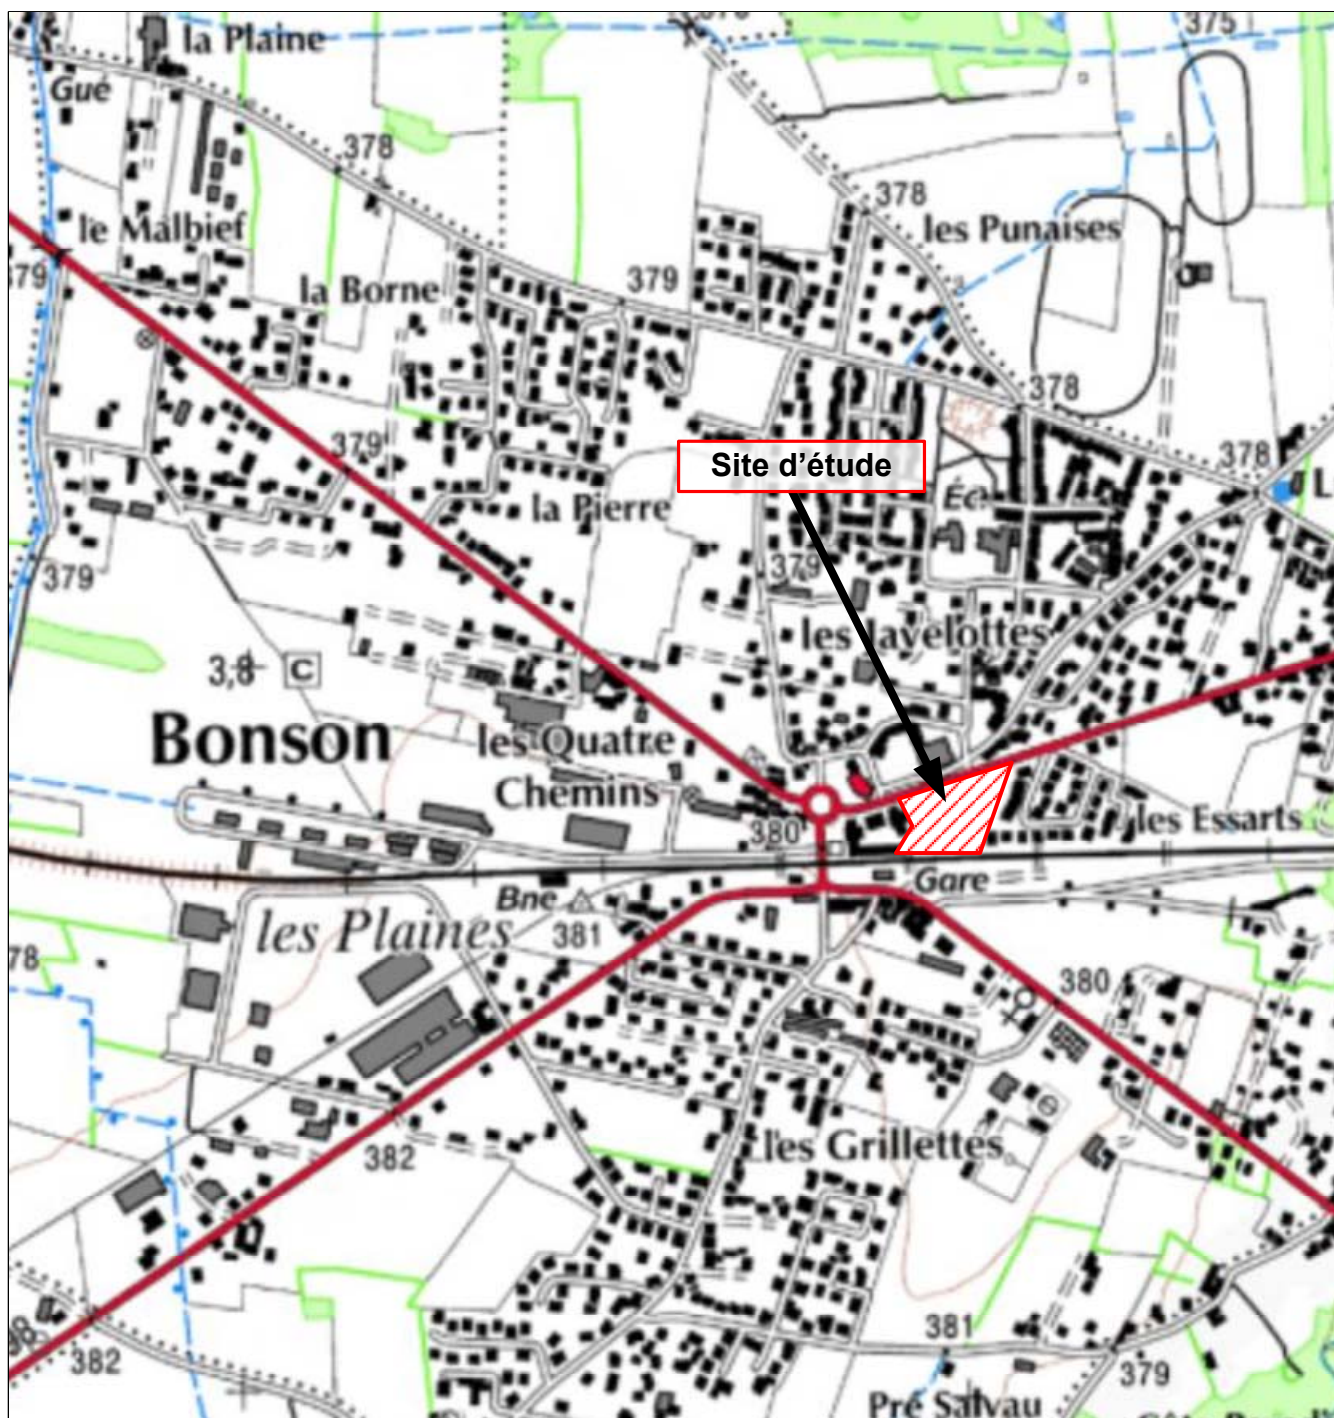 375
la Plaine
Gué
378
378
le Malbief
les Punaises
379
la Borne
379
378
379
378
Site d'étude
la Pierre
Éc.
379
379
les Javelottes
3,8
C
Bonson
les Quatre
Chemins
380
les Essarts
Gare
Bne
les Plaines
381
78
380
les Grillettes
382
381
382
379
Pré Salvau